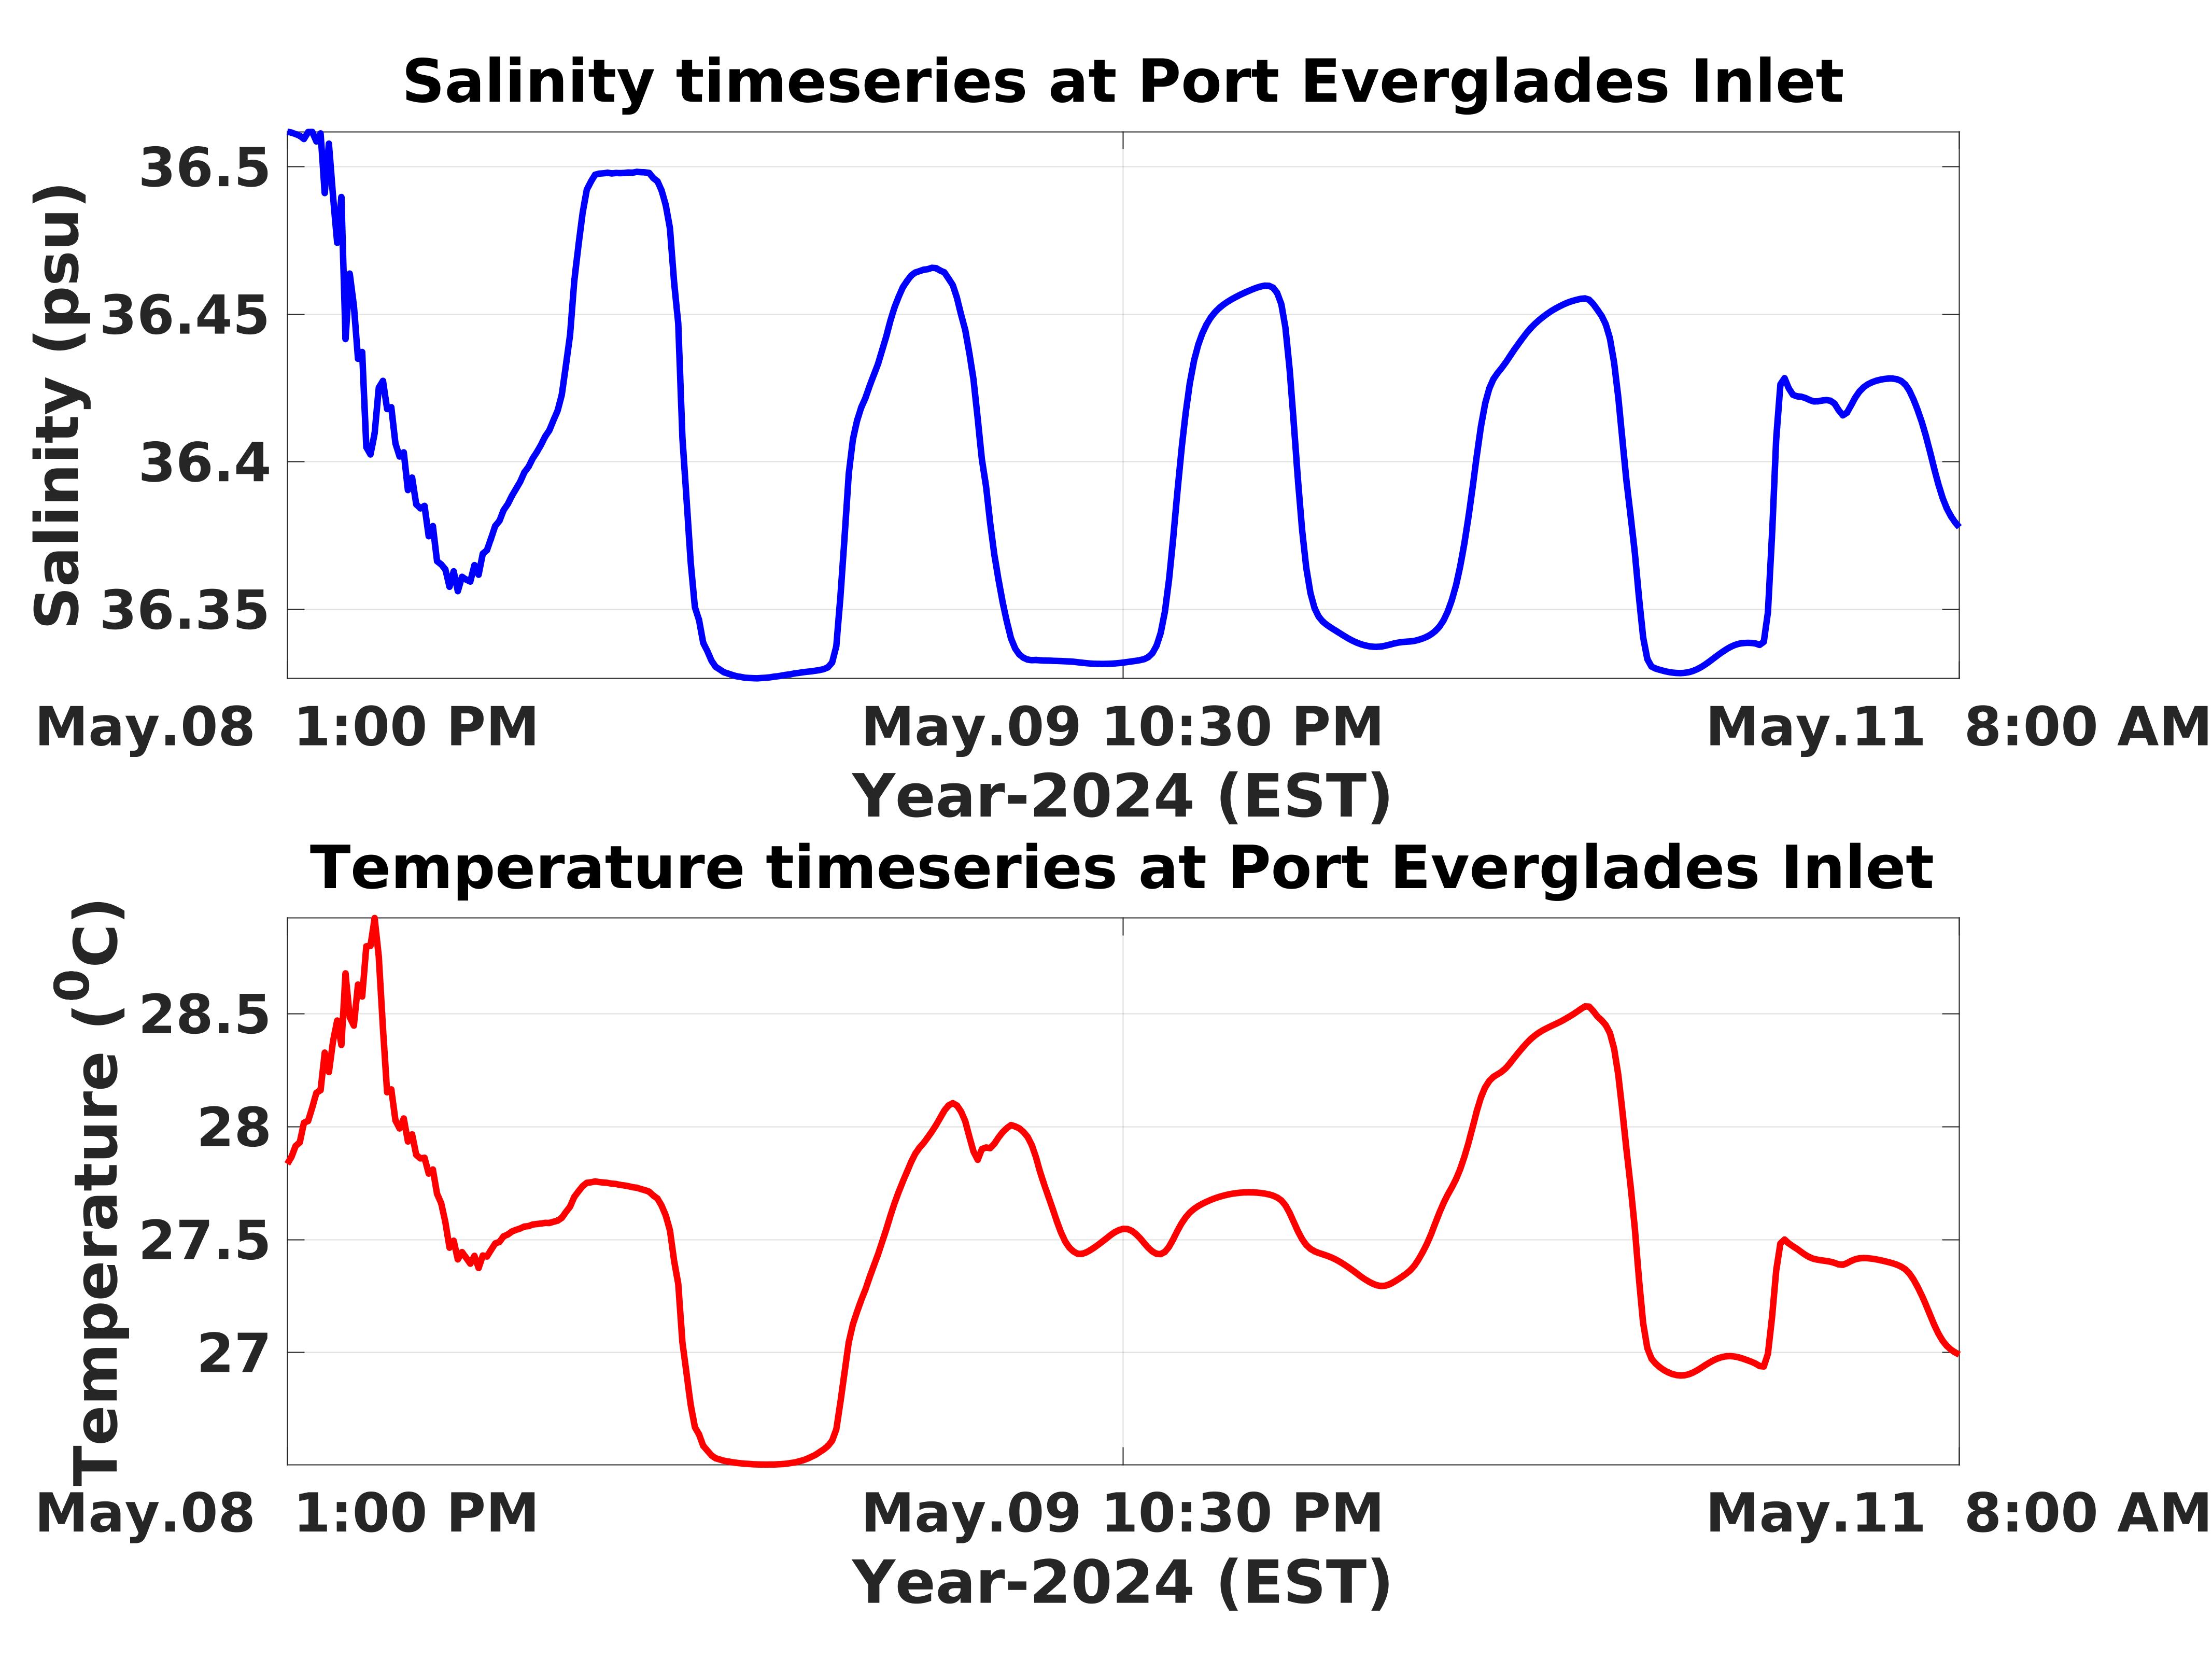 Salinity timeseries at Port Everglades Inlet
Salinity (psu)
36.5
36.45
36.4
36.35
May.08  1:00 PM
May.09 10:30 PM
May.11  8:00 AM
Year-2024 (EST)
Temperature timeseries at Port Everglades Inlet
Temperature (⁰C)
28.5
28
27.5
27
May.08  1:00 PM
May.09 10:30 PM
May.11  8:00 AM
Year-2024 (EST)